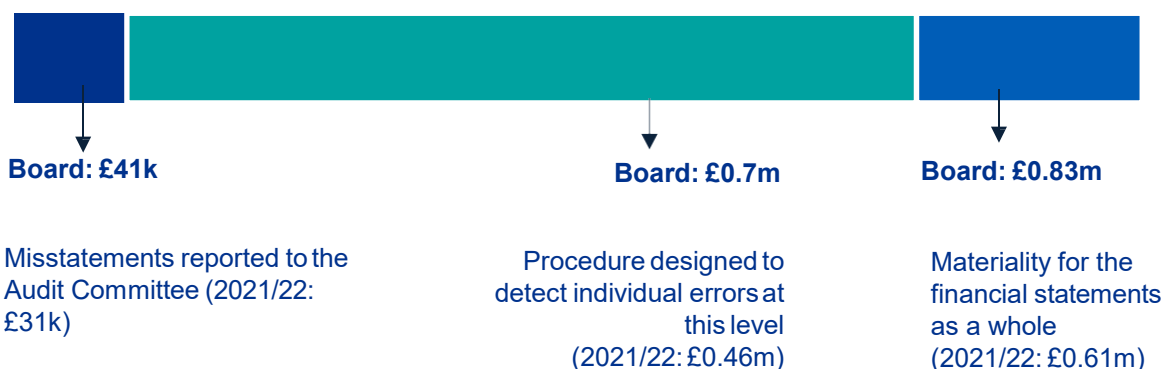 Board: £41k
Board: £0.7m
Board: £0.83m
Misstatements reported to the
Audit Committee (2021/22:
£31k)
Procedure designed to
detect individual errors at
this level
(2021/22: £0.46m)
Materiality for the
financial statements
as a whole
(2021/22: £0.61m)